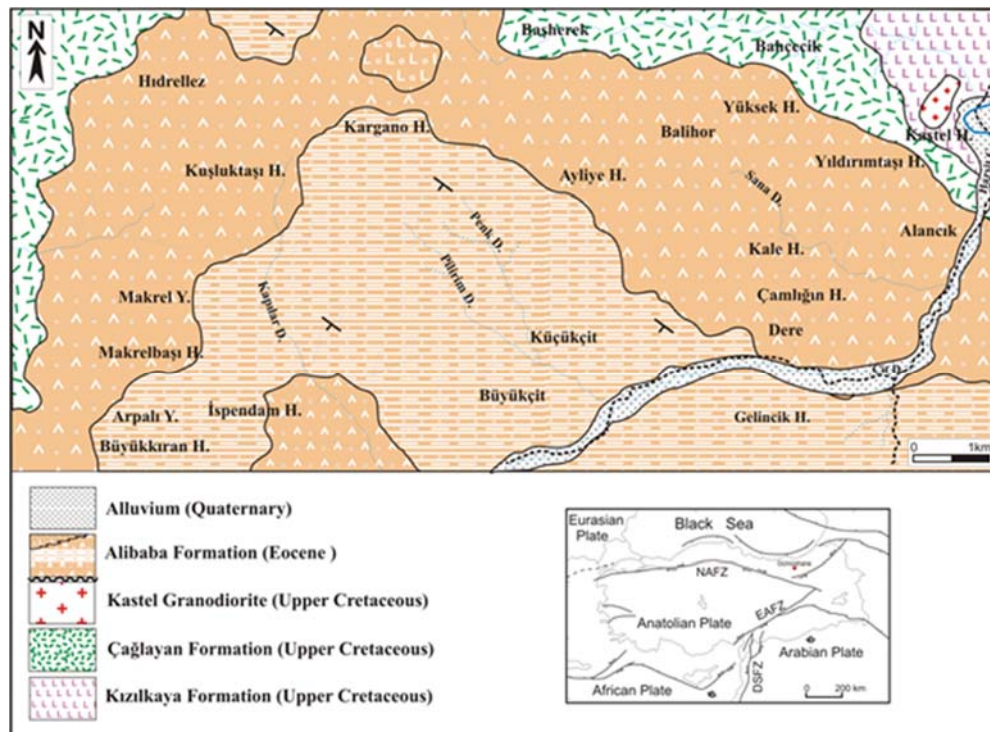 N
Başherek
Bahçecik
Hıdrellez
Yüksek H.
Kargano H.
Balihor
Kastel H.
Kuşluktaşı H.
Ayliye H.
Yıldırımtaşı H.
Sana D.
Penk D.
Alancık
Pilirim D.
Kale H.
Makrel Y.
Kapılar D.
Çamlığın H.
Küçükçit
Dere
Makrelbaşı H.
Çit D.
Büyükçit
Arpalı Y.
İspendam H.
Gelincik H.
Büyükkıran H.
0 1km
Alluvium (Quaternary)
Alibaba Formation (Eocene )
Kastel Granodiorite (Upper Cretaceous)
Çağlayan Formation (Upper Cretaceous)
Kızılkaya Formation (Upper Cretaceous)
Eurasian
Plate
Black Sea
NAFZ
Gümüşhane
EAFZ
Anatolian Plate
Arabian Plate
DSFZ
African Plate
0 200 km